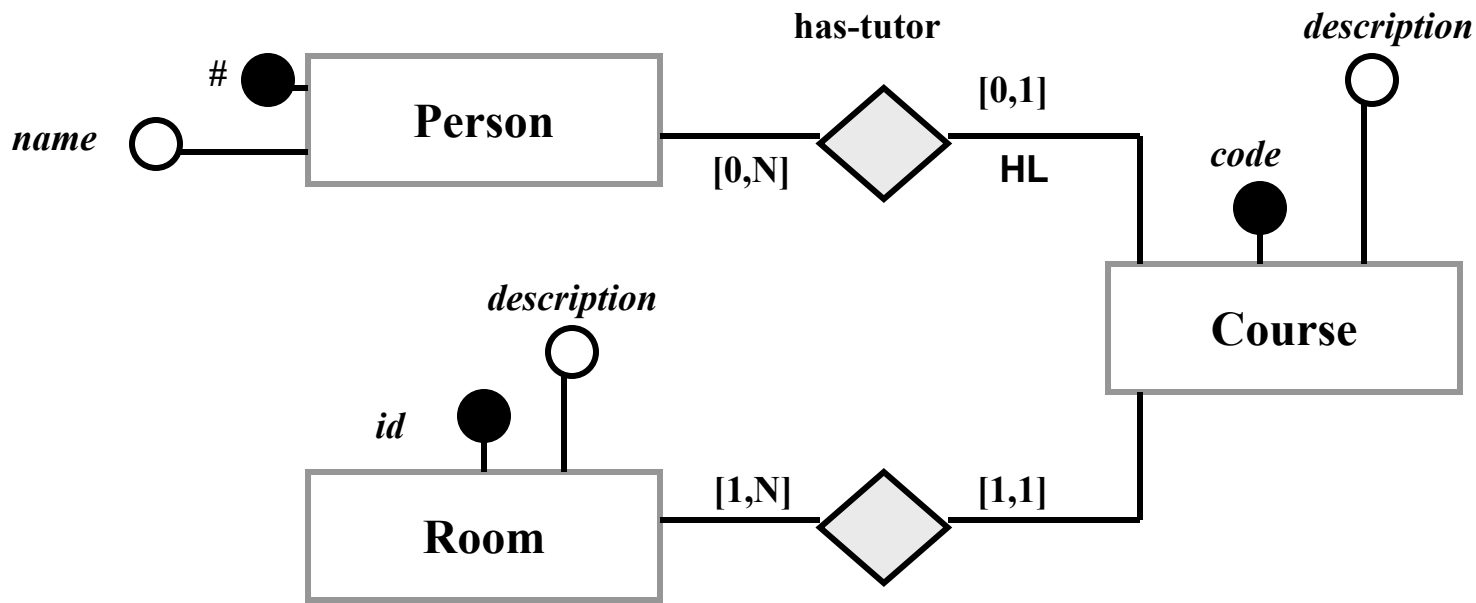 has-tutor
description
#
Person
[0,1]
name
[0,N]
HL
code
description
Course
id
[1,N]
[1,1]
Room